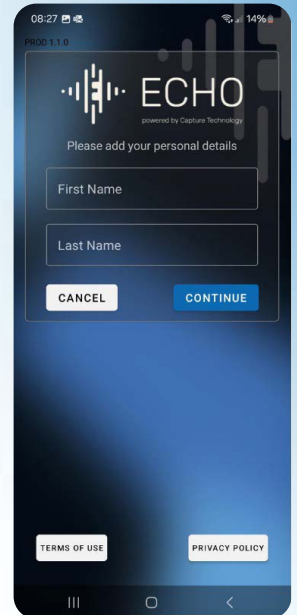 08:27 14%
PROD 1.1.0
ECHO
powered by Capture Technology
Please add your personal details
First Name
Last Name
CANCEL CONTINUE
TERMS OF USE PRIVACY POLICY